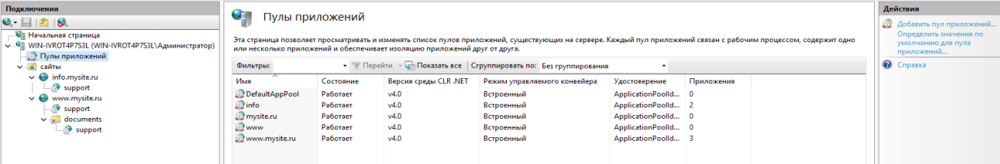 Подключения
Начальная страница
WIN-IVROT4P7S3L (WIN-IVROT4P7S3L\Администратор)
Пулы приложений
сайты
info.mysite.ru
support
www.mysite.ru
support
documents
support
Пулы приложений
Эта страница позволяет просматривать и изменять список пулов приложений, существующих на сервере. Каждый пул приложений связан с рабочим процессом, содержит одно
или несколько приложений и обеспечивает изоляцию приложений друг от друга.
Фильтры: Перейти Показать все Сгруппировать по: Без группирования
Имя Состояние Версия среды CLR .NET Режим управляемого конвейера Удостоверение Приложения
DefaultAppPool Работает v4.0 Встроенный ApplicationPoolId... 0
info Работает v4.0 Встроенный ApplicationPoolId... 2
mysite.ru Работает v4.0 Встроенный ApplicationPoolId... 0
www Работает v4.0 Встроенный ApplicationPoolId... 0
www.mysite.ru Работает v4.0 Встроенный ApplicationPoolId... 3
Действия
Добавить пул приложений...
Определить значения по
умолчанию для пула
приложений...
Справка